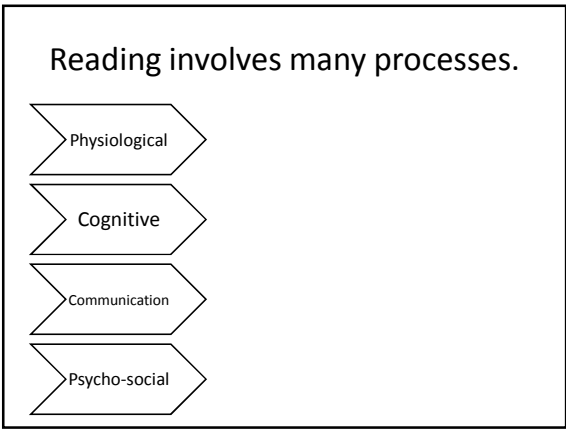 Reading involves many processes.
Physiological
Cognitive
Communication
Psycho-social